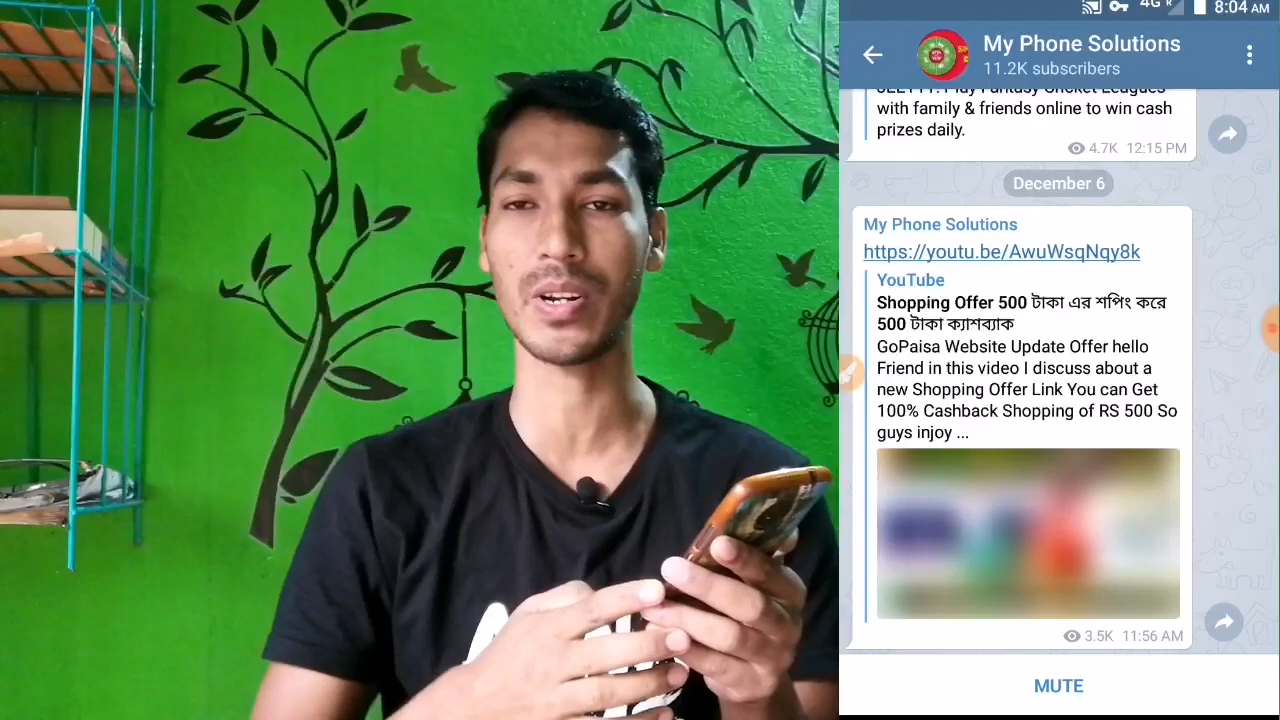 4G R 8:04 AM
My Phone Solutions
11.2K subscribers
with family & friends online to win cash
prizes daily.
4.7K 12:15 PM
December 6
My Phone Solutions
https://youtu.be/AwuWsqNqy8k
YouTube
Shopping Offer 500 টাকা এর শপিং করে
500 টাকা ক্যাশব্যাক
GoPaisa Website Update Offer hello
Friend in this video I discuss about a
new Shopping Offer Link You can Get
100% Cashback Shopping of RS 500 So
guys injoy ...
3.5K 11:56 AM
MUTE